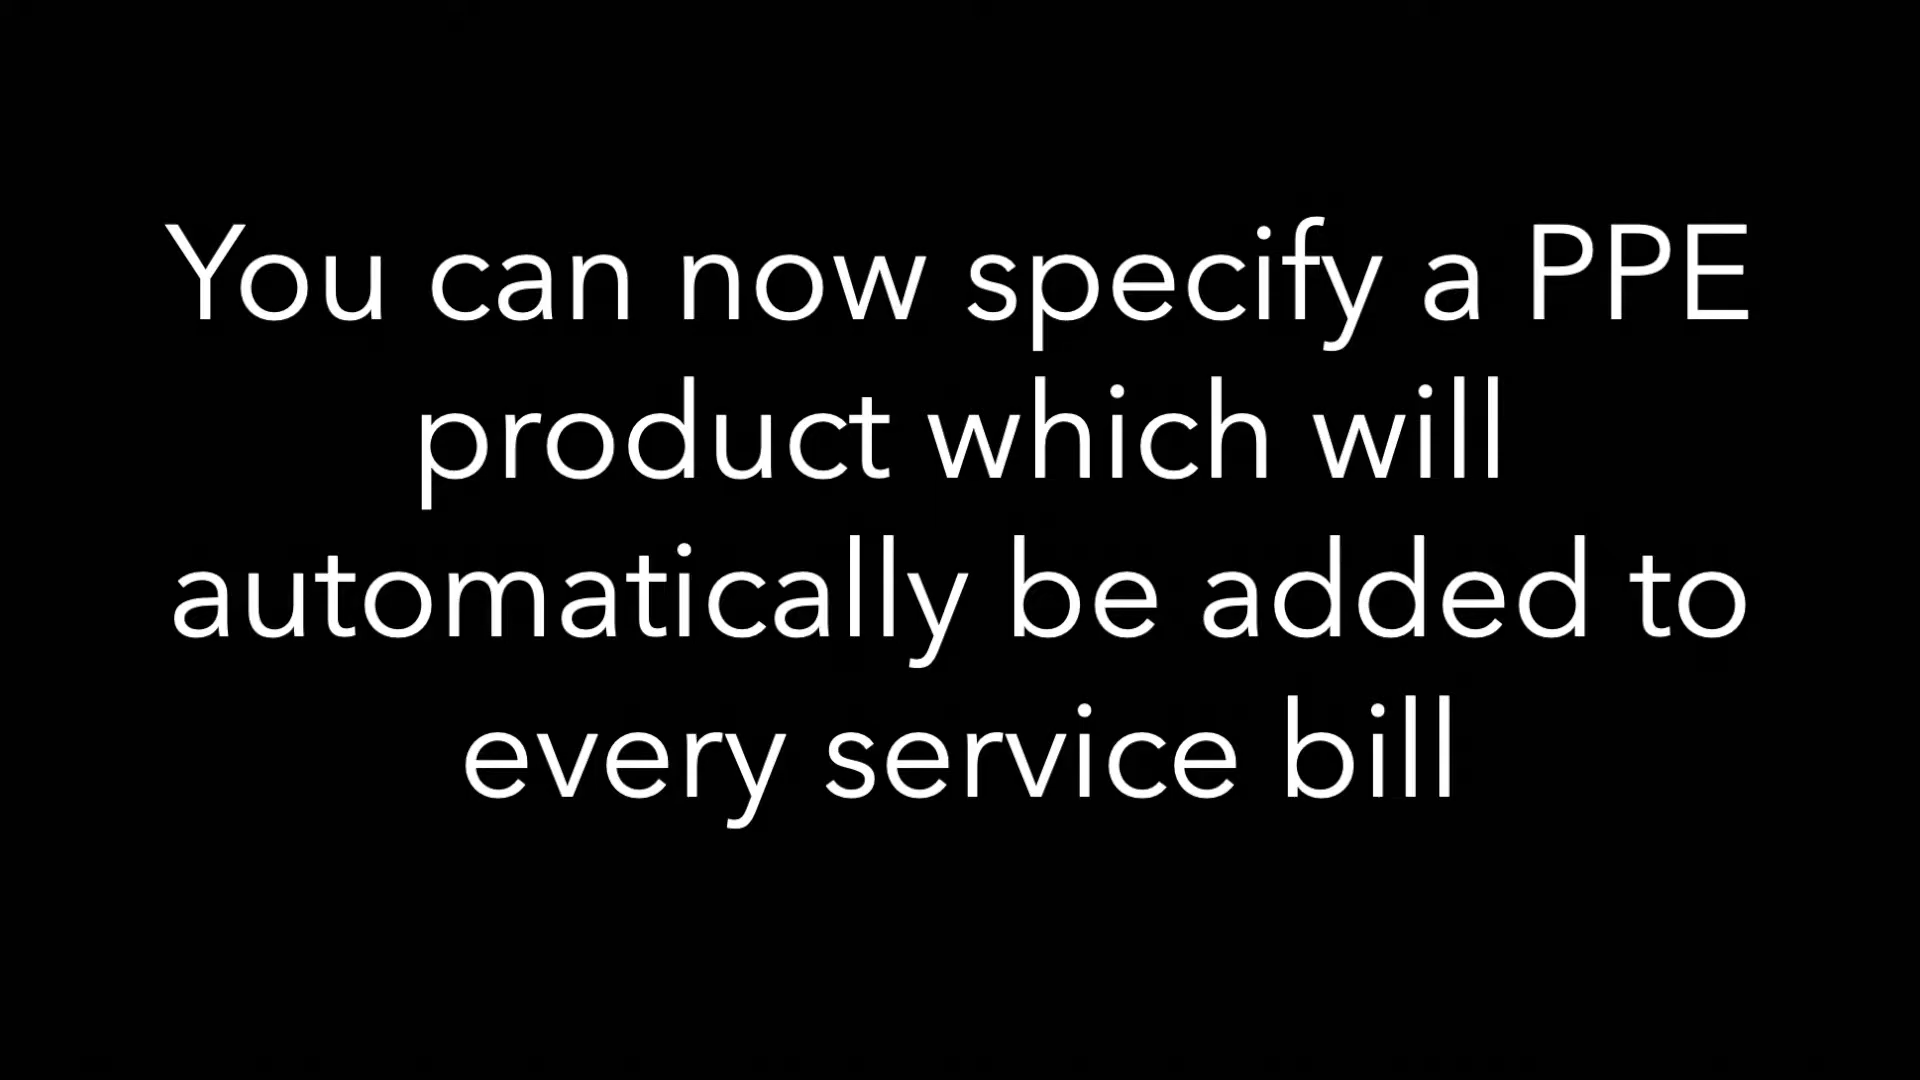 You can now specify a PPE
product which will
automatically be added to
every service bill